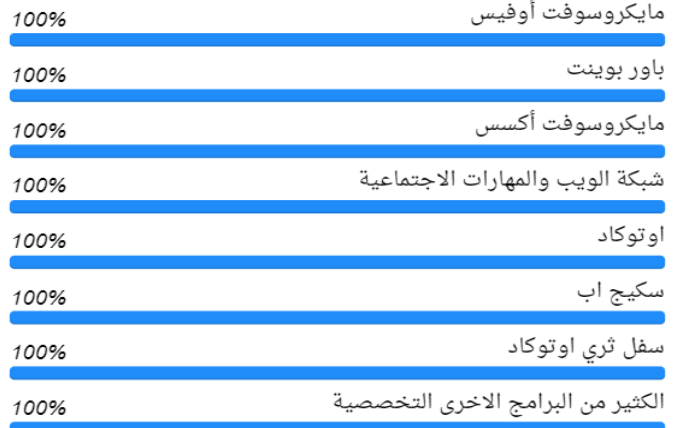 مايكروسوفت أوفيس 100%
باور بوينت 100%
مايكروسوفت أكسس 100%
شبكة الويب والمهارات الاجتماعية 100%
اوتوكاد 100%
سكيج اب 100%
سفل ثري اوتوكاد 100%
الكثير من البرامج الاخرى التخصصية 100%